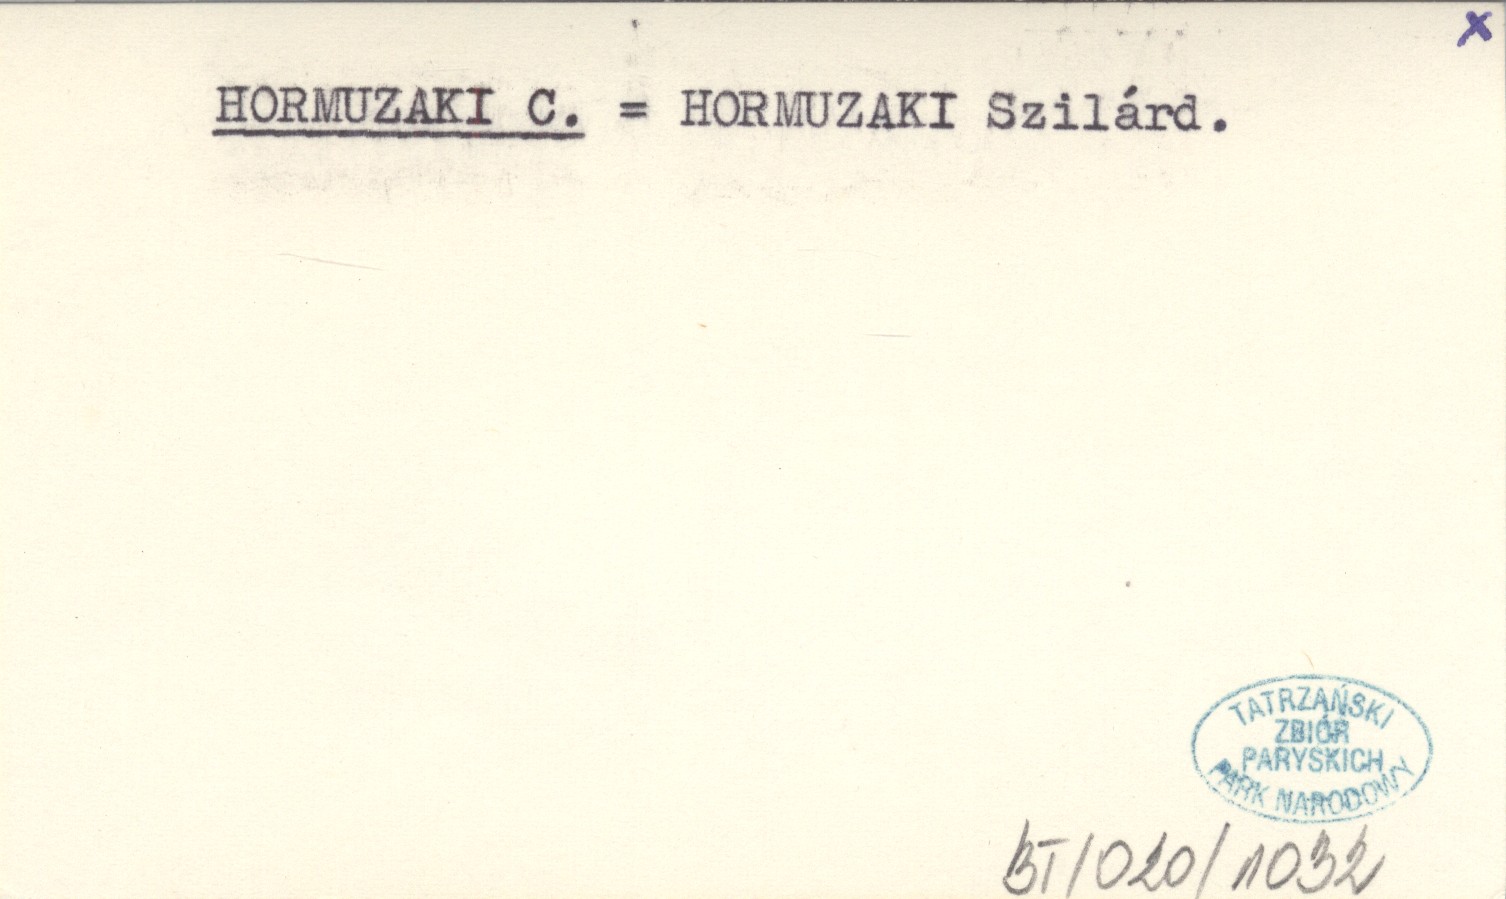 x
HORMUZAKI C. = HORMUZAKI Szilárd.
TATRZAŃSKI
ZBIÓR
PARYSKICH
PARK NARODOWY
BT/020/1032